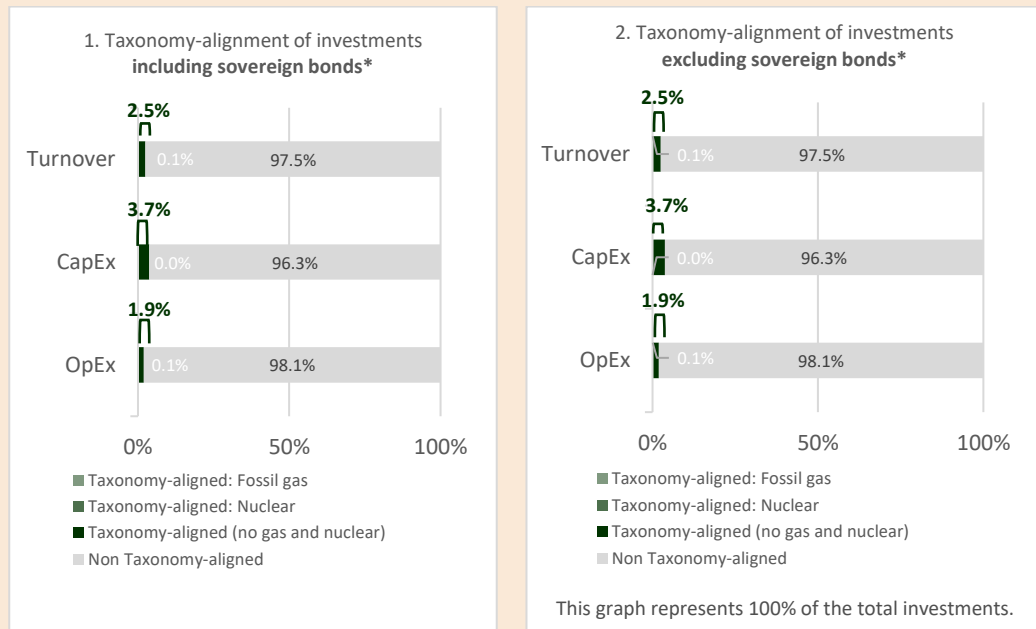 1. Taxonomy-alignment of investments
including sovereign bonds*
2.5%
Turnover
0.1%
97.5%
3.7%
CapEx
0.0%
96.3%
1.9%
OpEx
0.1%
98.1%
0%
50%
100%
Taxonomy-aligned: Fossil gas
Taxonomy-aligned: Nuclear
Taxonomy-aligned (no gas and nuclear)
Non Taxonomy-aligned
2. Taxonomy-alignment of investments
excluding sovereign bonds*
2.5%
Turnover
0.1%
97.5%
3.7%
CapEx
0.0%
96.3%
1.9%
OpEx
0.1%
98.1%
0%
50%
100%
Taxonomy-aligned: Fossil gas
Taxonomy-aligned: Nuclear
Taxonomy-aligned (no gas and nuclear)
Non Taxonomy-aligned
This graph represents 100% of the total investments.